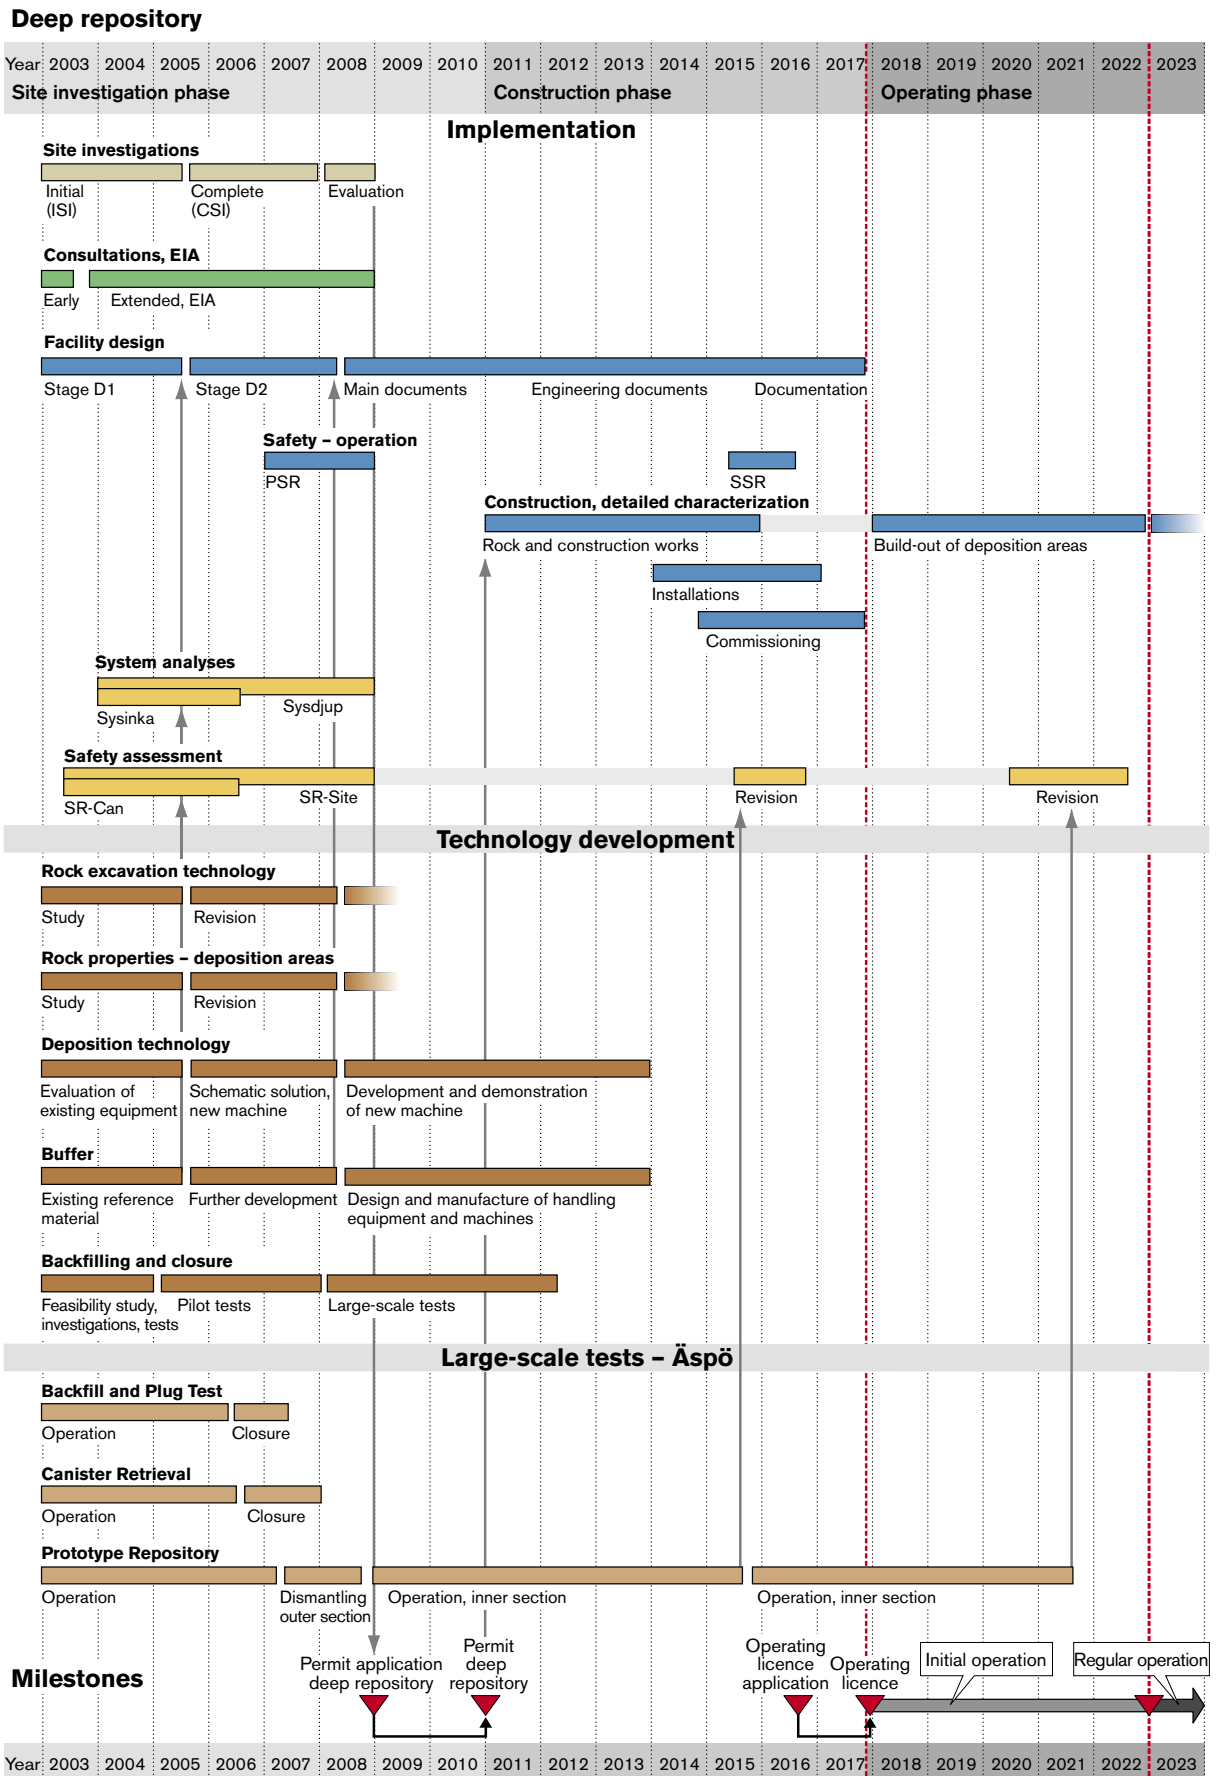 Deep repository
Year 2003 2004 2005 2006 2007 2008 2009 2010 2011 2012 2013 2014 2015 2016 2017 2018 2019 2020 2021 2022 2023
Site investigation phase Construction phase Operating phase
Implementation
Site investigations
Initial Complete Evaluation
(ISI) (CSI)
Consultations, EIA
Early Extended, EIA
Facility design
Stage D1 Stage D2 Main documents Engineering documents Documentation
Safety – operation
PSR SSR
Construction, detailed characterization
Rock and construction works Build-out of deposition areas
Installations
Commissioning
System analyses
Sysdjup
Sysinka
Safety assessment
SR-Site Revision Revision
SR-Can
Technology development
Rock excavation technology
Study Revision
Rock properties – deposition areas
Study Revision
Deposition technology
Evaluation of Schematic solution, Development and demonstration
existing equipment new machine of new machine
Buffer
Existing reference Further development Design and manufacture of handling
material equipment and machines
Backfilling and closure
Feasibility study, Pilot tests Large-scale tests
investigations, tests
Large-scale tests – Äspö
Backfill and Plug Test
Operation Closure
Canister Retrieval
Operation Closure
Prototype Repository
Operation Dismantling Operation, inner section Operation, inner section
outer section
Milestones
Permit application
deep repository
Permit
deep
repository
Operating
licence
application
Operating
licence
Initial operation
Regular operation
Year 2003 2004 2005 2006 2007 2008 2009 2010 2011 2012 2013 2014 2015 2016 2017 2018 2019 2020 2021 2022 2023